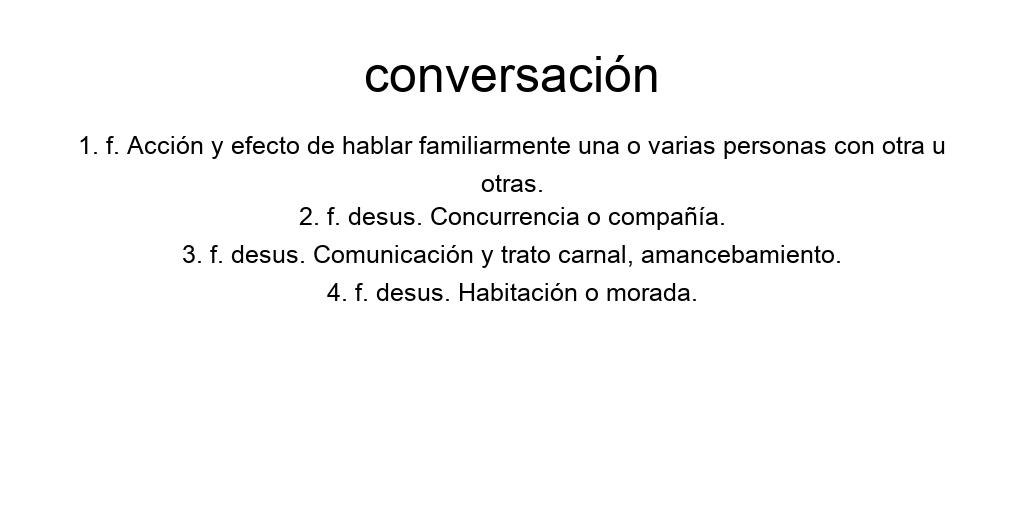 conversación
1. f. Acción y efecto de hablar familiarmente una o varias personas con otra u
otras.
2. f. desus. Concurrencia o compañía.
3. f. desus. Comunicación y trato carnal, amancebamiento.
4. f. desus. Habitación o morada.